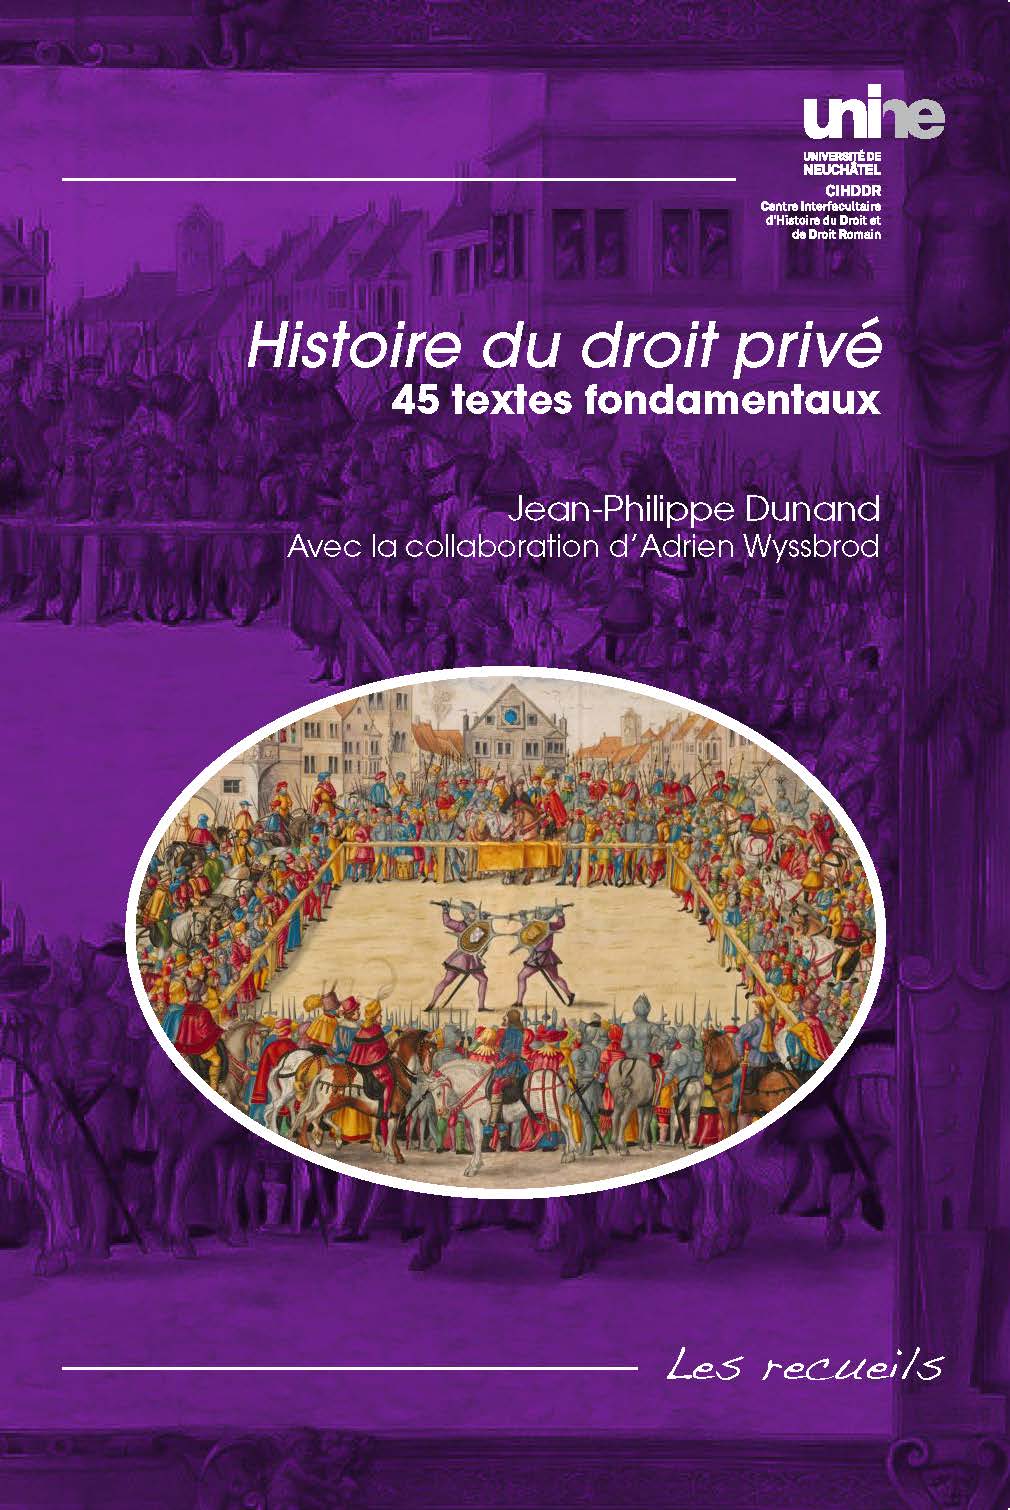 unine
UNIVERSITÉ DE
NEUCHÂTEL
CIHDDR
Centre Interfacultaire
d'Histoire du Droit et
de Droit Romain
Histoire du droit privé
45 textes fondamentaux
Jean-Philippe Dunand
Avec la collaboration d'Adrien Wyssbrod
Les recueils